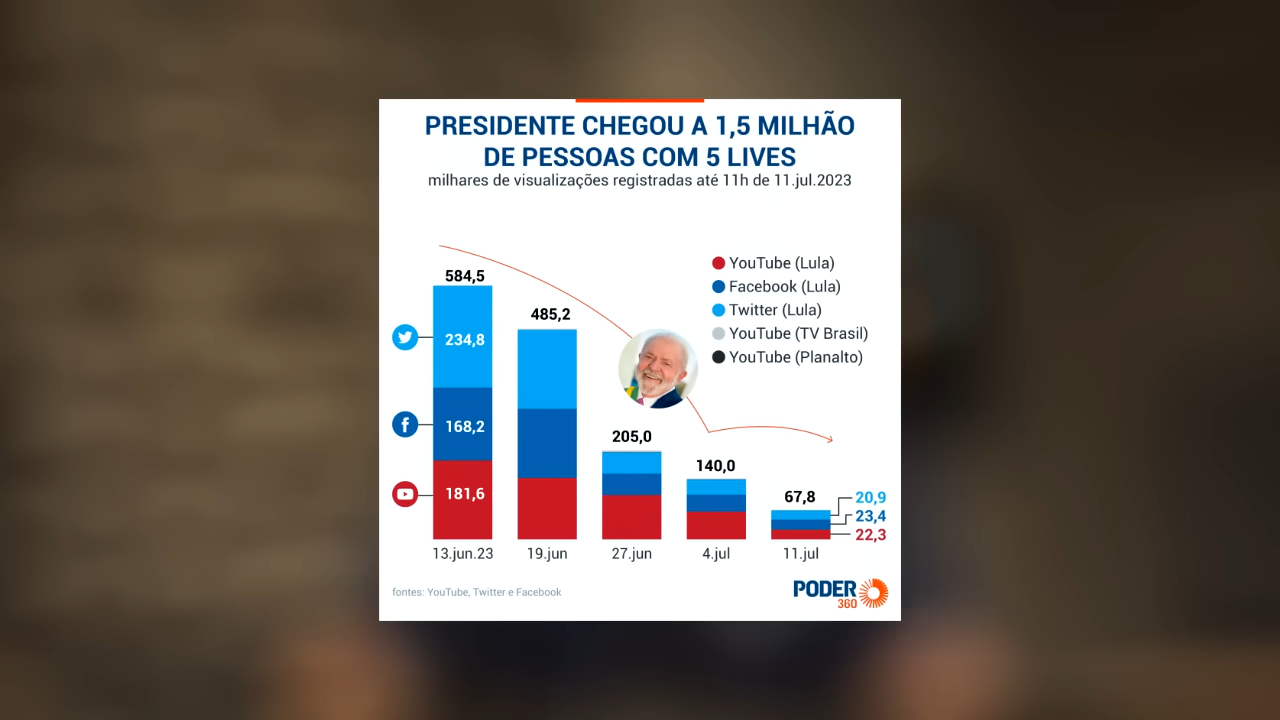 PRESIDENTE CHEGOU A 1,5 MILHÃO
DE PESSOAS COM 5 LIVES
milhares de visualizações registradas até 11h de 11.jul.2023
YouTube (Lula)
Facebook (Lula)
Twitter (Lula)
YouTube (TV Brasil)
YouTube (Planalto)
584,5
234,8
168,2
181,6
485,2
205,0
140,0
67,8
20,9
23,4
22,3
13.jun.23
19.jun
27.jun
4.jul
11.jul
fontes: YouTube, Twitter e Facebook
PODER
360